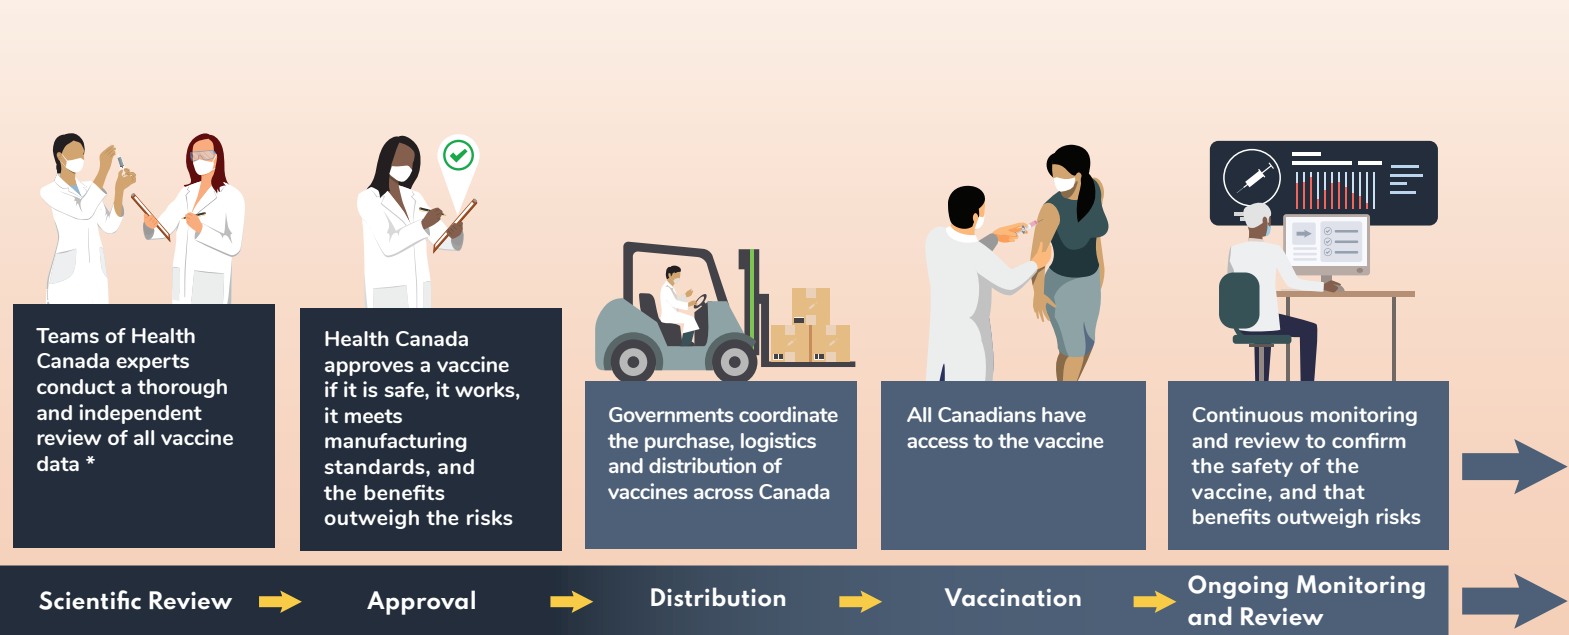 Teams of Health
Canada experts
conduct a thorough
and independent
review of all vaccine
data *
Health Canada
approves a vaccine
if it is safe, it works,
it meets
manufacturing
standards, and
the benefits
outweigh the risks
Governments coordinate
the purchase, logistics
and distribution of
vaccines across Canada
All Canadians have
access to the vaccine
Continuous monitoring
and review to confirm
the safety of the
vaccine, and that
benefits outweigh risks
Scientific Review
Approval
Distribution
Vaccination
Ongoing Monitoring
and Review